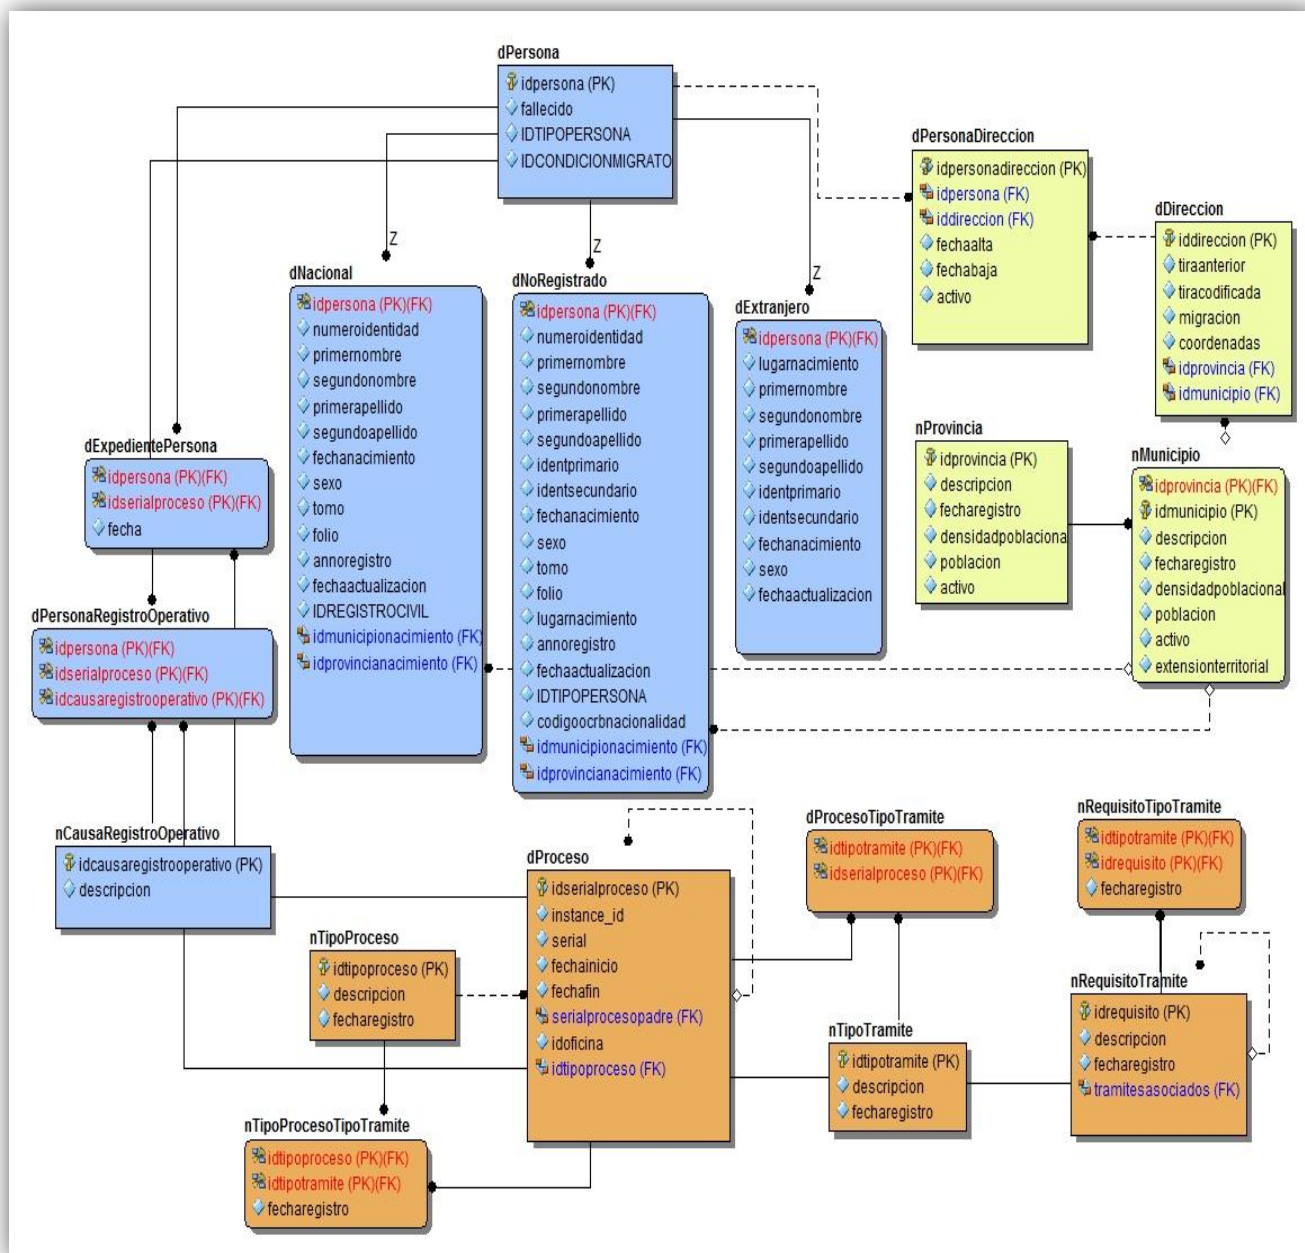 dPersona
idpersona (PK)
fallecido
IDTIPOPERSONA
IDCONDICIONMIGRATO
dPersonaDireccion
idpersonadireccion (PK)
idpersona (FK)
iddireccion (FK)
fechaalta
fechabaja
activo
dDireccion
iddireccion (PK)
tiraanterior
tiracodificada
migracion
coordenadas
idprovincia (FK)
idmunicipio (FK)
Z
Z
Z
dNacional
idpersona (PK)(FK)
numeroidentidad
primernombre
segundonombre
primerapellido
segundoapellido
fechanacimiento
sexo
tomo
folio
annoregistro
fechaactualizacion
IDREGISTROCIVIL
idmunicipionacimiento (FK)
idprovincianacimiento (FK)
dNoRegistrado
idpersona (PK)(FK)
numeroidentidad
primernombre
segundonombre
primerapellido
segundoapellido
identprimario
identsecundario
fechanacimiento
sexo
tomo
folio
lugarnacimiento
annoregistro
fechaactualizacion
IDTIPOPERSONA
codigoocrbnacionalidad
idmunicipionacimiento (FK)
idprovincianacimiento (FK)
dExtranjero
idpersona (PK)(FK)
lugarnacimiento
primernombre
segundonombre
primerapellido
segundoapellido
identprimario
identsecundario
fechanacimiento
sexo
fechaactualizacion
nProvincia
idprovincia (PK)
descripcion
fecharegistro
densidadpoblaciona
poblacion
activo
nMunicipio
idprovincia (PK)(FK)
idmunicipio (PK)
descripcion
fecharegistro
densidadpoblacional
poblacion
activo
extensionterritorial
dExpedientePersona
idpersona (PK)(FK)
idserialproceso (PK)(FK)
fecha
dPersonaRegistroOperativo
idpersona (PK)(FK)
idserialproceso (PK)(FK)
idcausaregistrooperativo (PK)(FK)
nCausaRegistroOperativo
idcausaregistrooperativo (PK)
descripcion
dProceso
idserialproceso (PK)
instance_id
serial
fechainicio
fechafin
serialprocesopadre (FK)
idoficina
idtipoproceso (FK)
dProcesoTipoTramite
idtipotramite (PK)(FK)
idserialproceso (PK)(FK)
nRequisitoTipoTramite
idtipotramite (PK)(FK)
idrequisito (PK)(FK)
fecharegistro
nTipoProceso
idtipoproceso (PK)
descripcion
fecharegistro
nTipoTramite
idtipotramite (PK)
descripcion
fecharegistro
nRequisitoTramite
idrequisito (PK)
descripcion
fecharegistro
tramitesasociados (FK)
nTipoProcesoTipoTramite
idtipoproceso (PK)(FK)
idtipotramite (PK)(FK)
fecharegistro